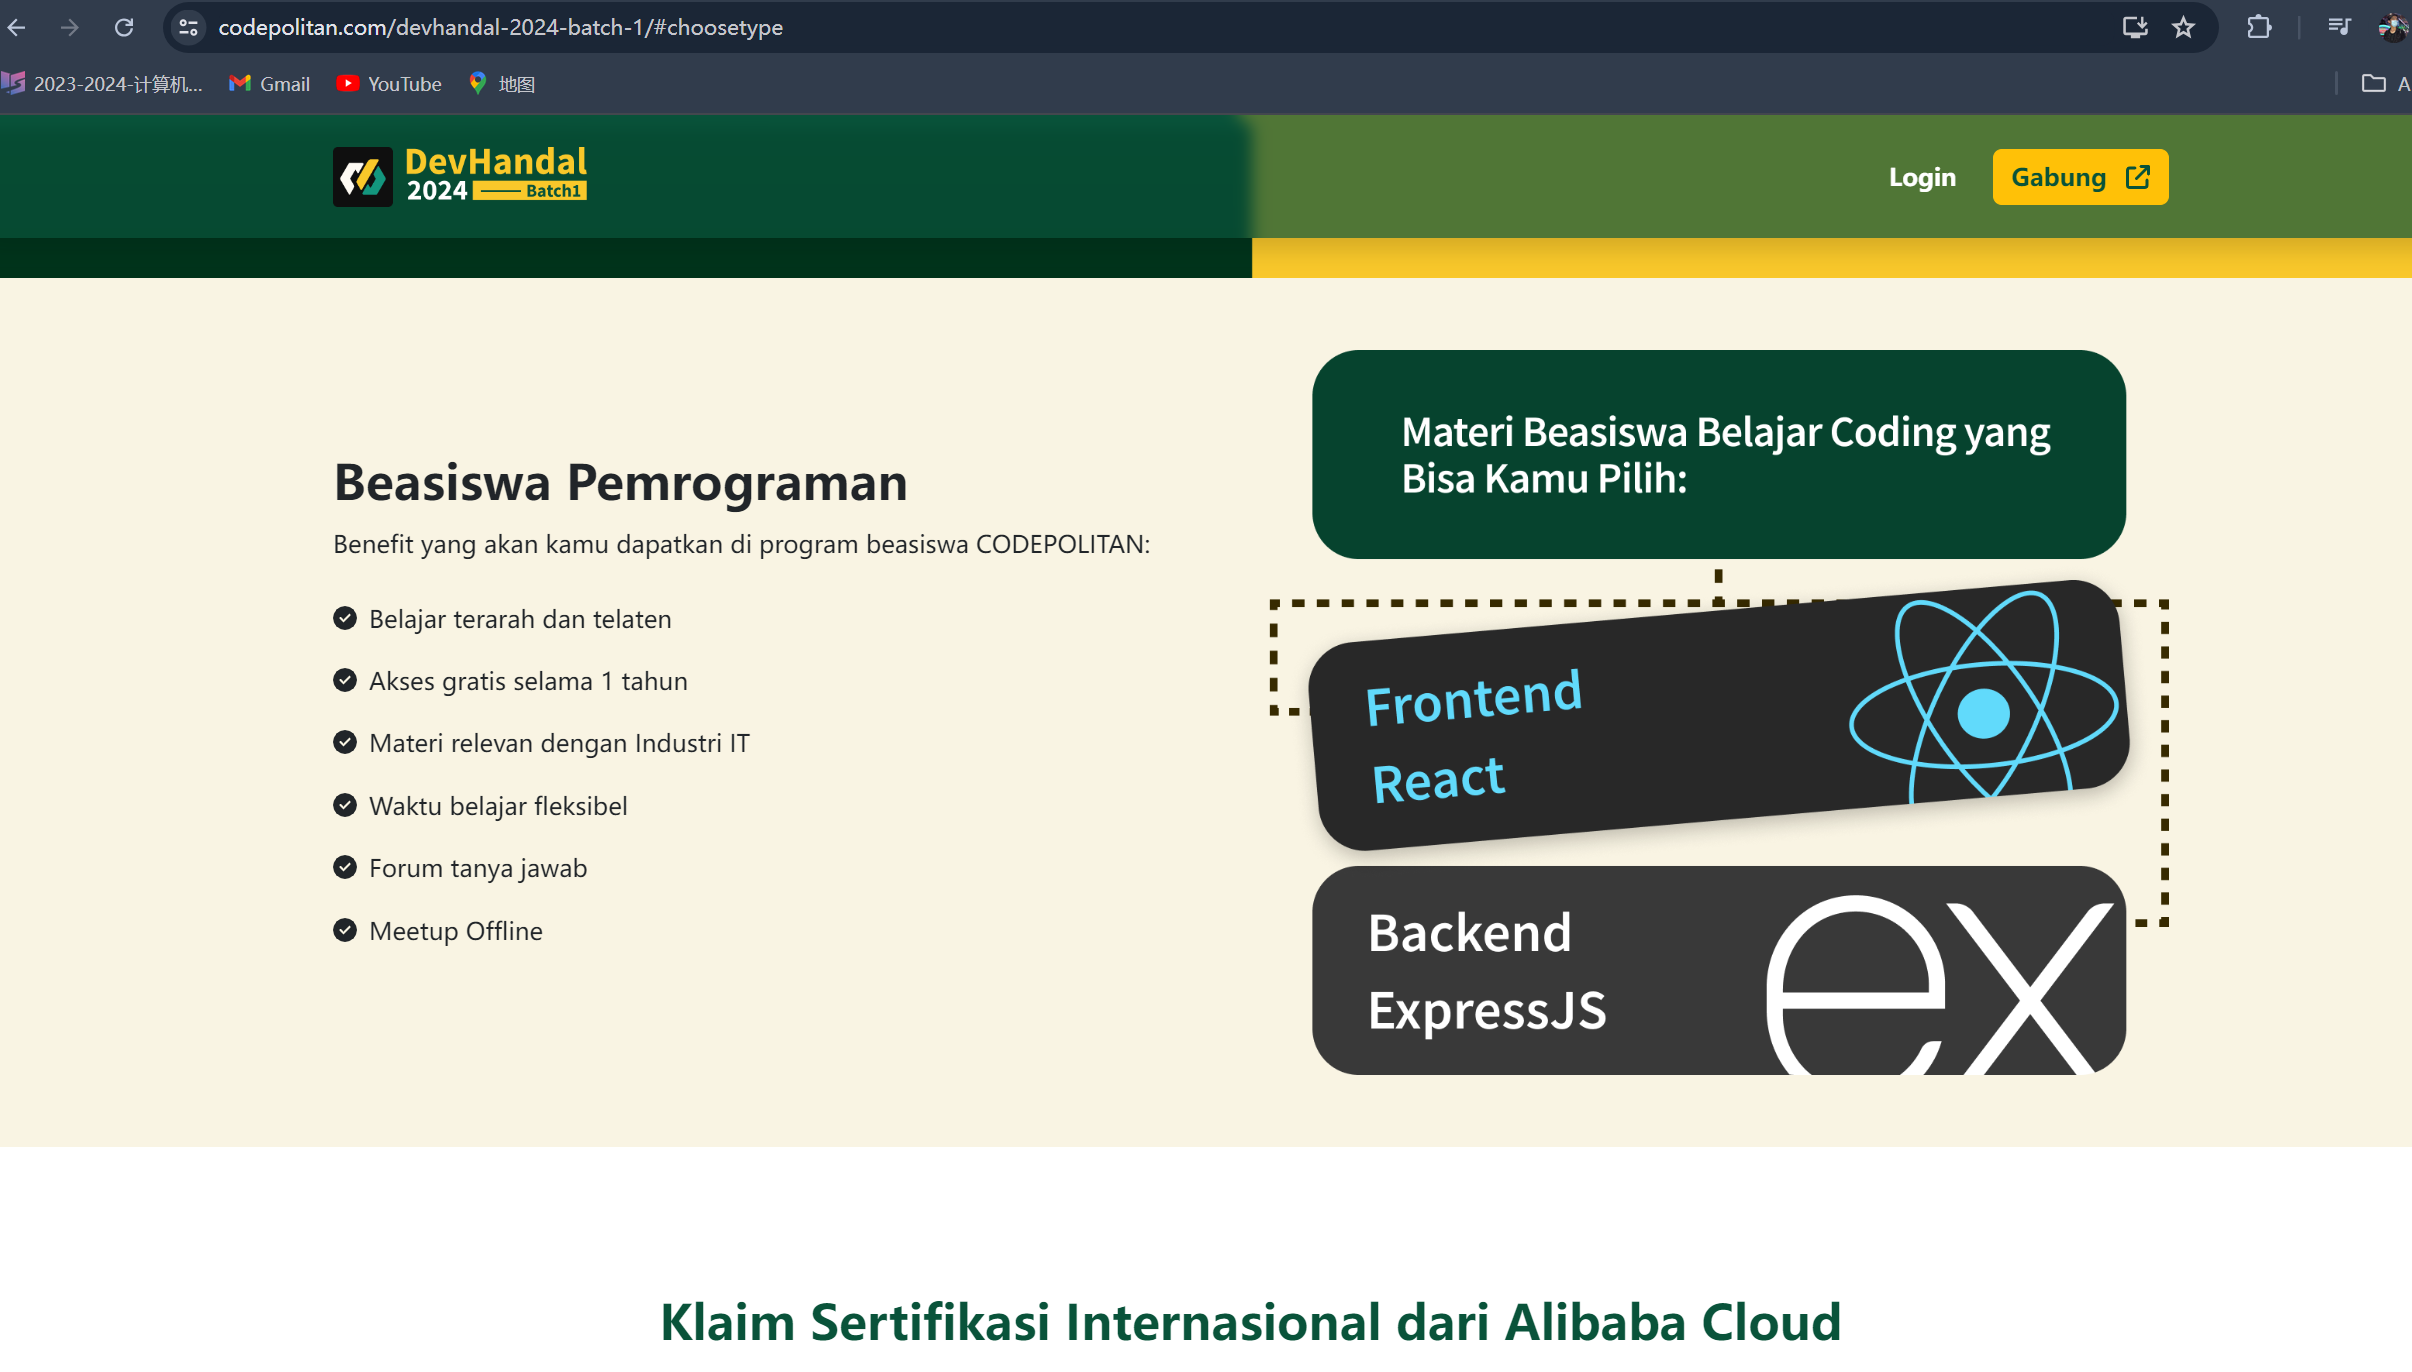 codepolitan.com/devhandal-2024-batch-1/#choosetype
2023-2024-计算机...
Gmail
YouTube
地图
A
DevHandal
2024
Batch1
Login
Gabung
Beasiswa Pemrograman
Benefit yang akan kamu dapatkan di program beasiswa CODEPOLITAN:
Belajar terarah dan telaten
Akses gratis selama 1 tahun
Materi relevan dengan Industri IT
Waktu belajar fleksibel
Forum tanya jawab
Meetup Offline
Materi Beasiswa Belajar Coding yang
Bisa Kamu Pilih:
Frontend
React
Backend
ExpressJS
ex
Klaim Sertifikasi Internasional dari Alibaba Cloud